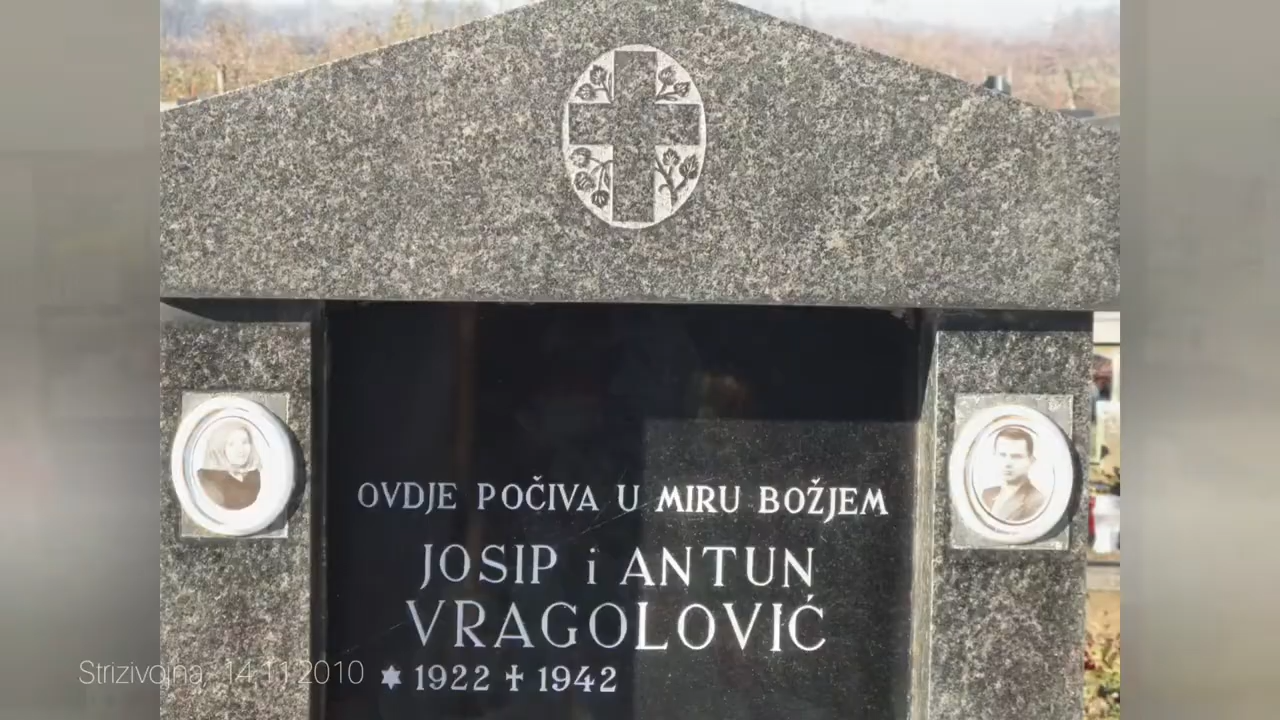 OVDJE POČIVA U MIRU BOŽJEM
JOSIP i ANTUN
VRAGOLOVIĆ
1922 ✝ 1942
Strizivojna, 14.11.2010